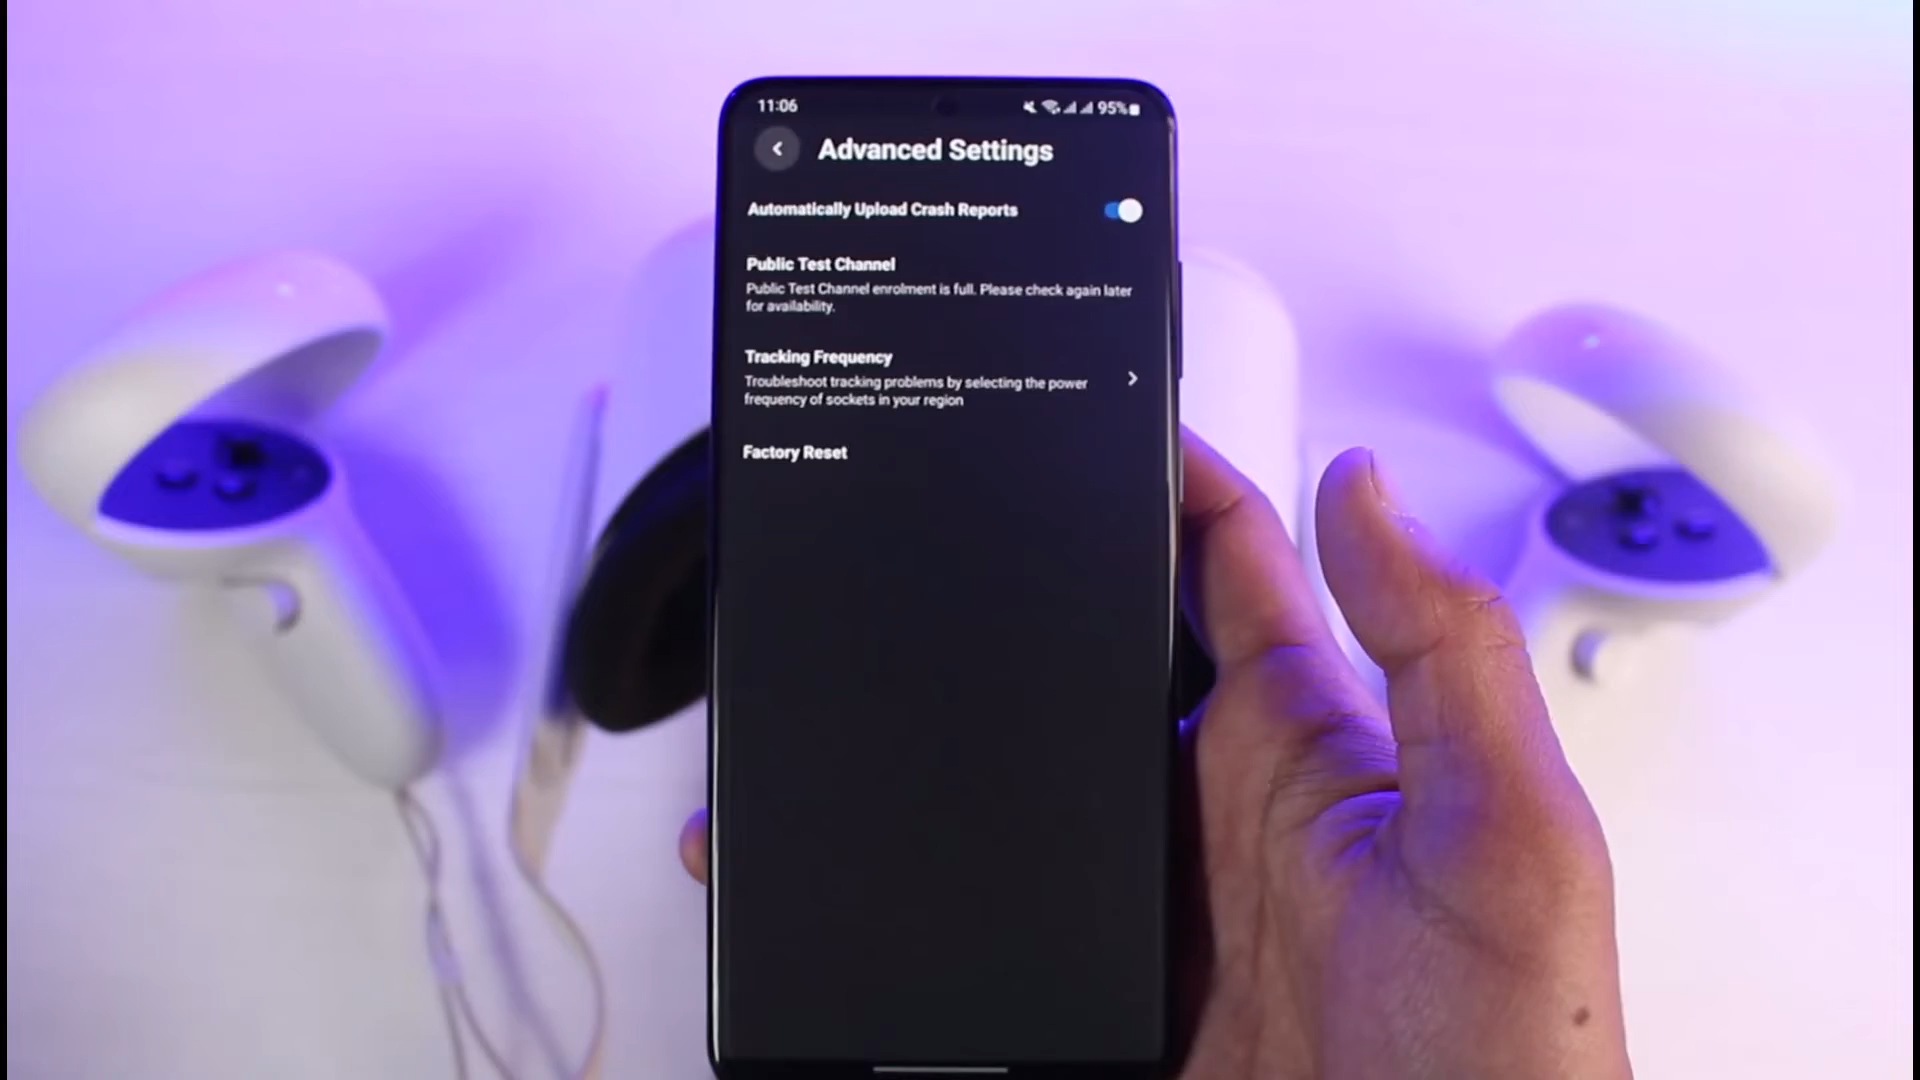 11:06
95%
Advanced Settings
Automatically Upload Crash Reports
Public Test Channel
Public Test Channel enrolment is full. Please check again later
for availability.
Tracking Frequency
Troubleshoot tracking problems by selecting the power
frequency of sockets in your region
Factory Reset